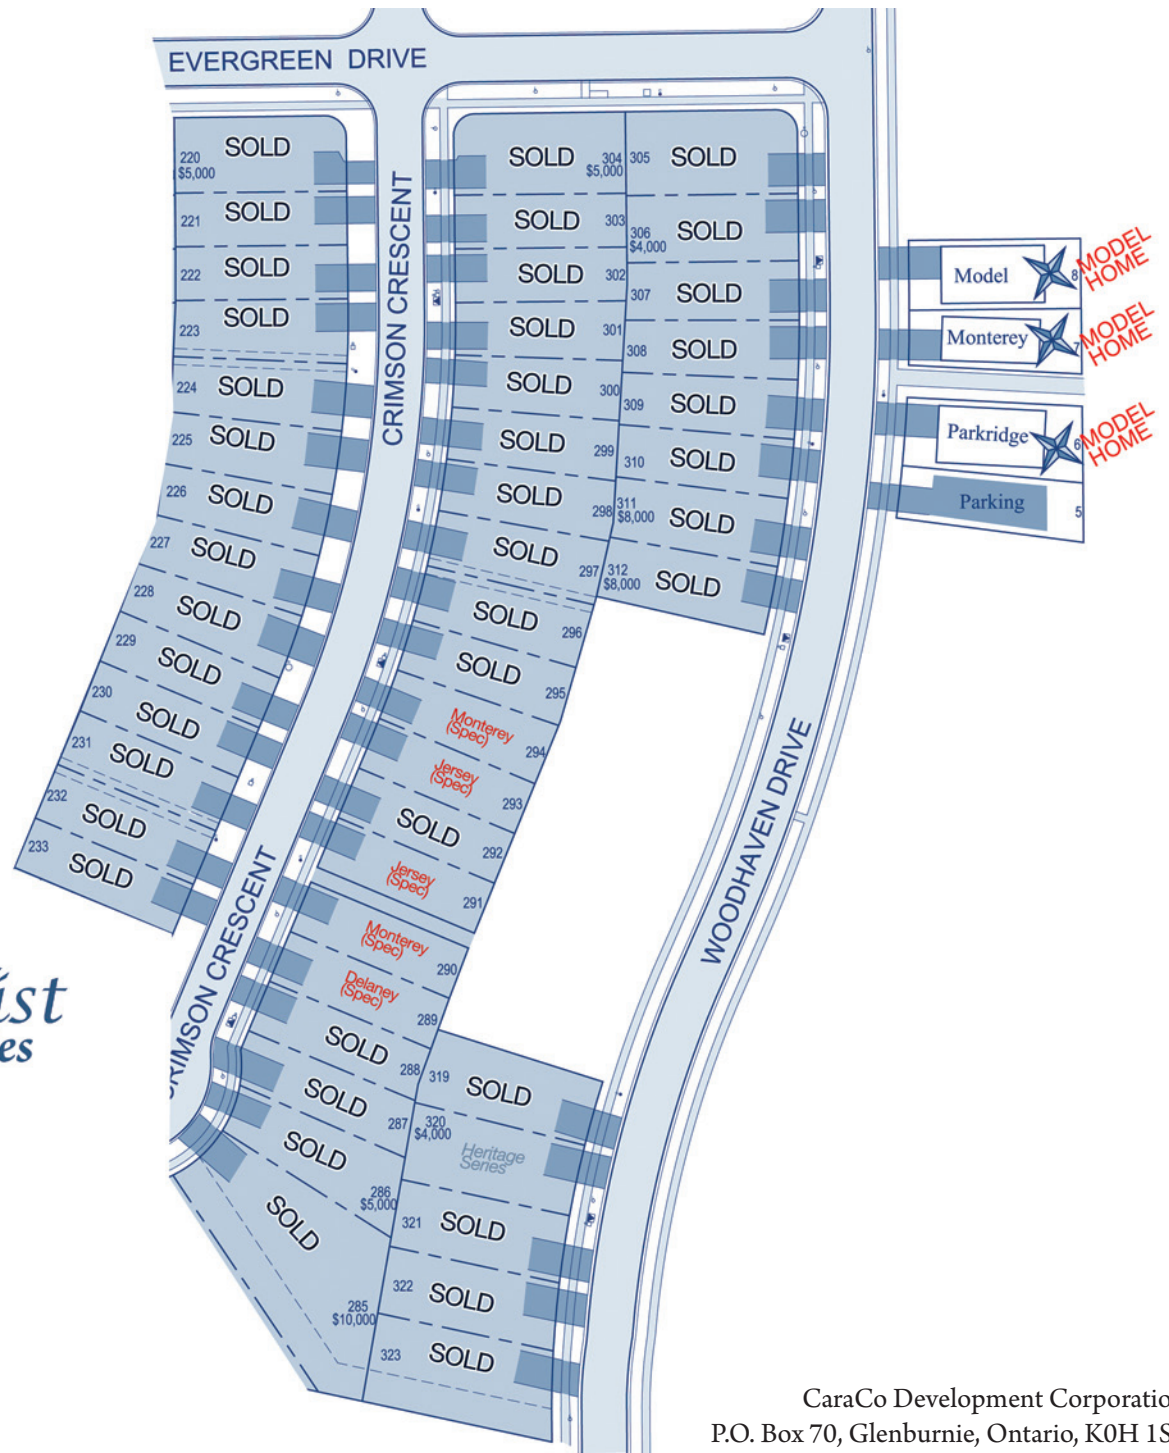 EVERGREEN DRIVE
CRIMSON CRESCENT
220
$5,000
SOLD
221
SOLD
222
SOLD
223
SOLD
224
SOLD
225
SOLD
226
SOLD
227
SOLD
228
SOLD
229
SOLD
230
SOLD
231
SOLD
232
SOLD
233
SOLD
CRIMSON CRESCENT
CRIMSON CRESCENT
SOLD
304
$5,000
SOLD
303
SOLD
302
SOLD
301
SOLD
300
SOLD
299
SOLD
298
SOLD
297
SOLD
296
SOLD
295
Monterey
(Spec)
294
Jersey
(Spec)
293
SOLD
292
Jersey
(Spec)
291
Monterey
(Spec)
290
Delaney
(Spec)
289
SOLD
288
SOLD
287
SOLD
286
$5,000
SOLD
285
$10,000
305
SOLD
306
$4,000
SOLD
307
SOLD
308
SOLD
309
SOLD
310
SOLD
311
$8,000
SOLD
312
$8,000
SOLD
319
SOLD
320
$4,000
Heritage
Series
321
SOLD
322
SOLD
323
SOLD
WOODHAVEN DRIVE
Model
8
MODEL
HOME
Monterey
7
MODEL
HOME
Parkridge
6
MODEL
HOME
Parking
5
ist
es
CaraCo Development Corporatio
P.O. Box 70, Glenburnie, Ontario, K0H 1S